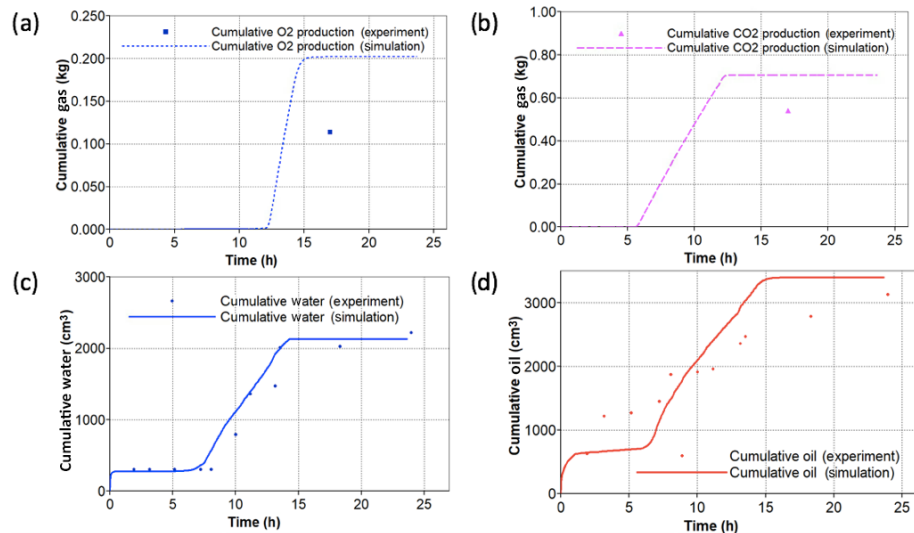 (a)
Cumulative O2 production (experiment)
Cumulative O2 production (simulation)
Cumulative gas (kg)
0.200
0.150
0.100
0.050
0.000
0 5 10 15 20 25
Time (h)
(b)
Cumulative CO2 production (experiment)
Cumulative CO2 production (simulation)
Cumulative gas (kg)
1.00
0.80
0.60
0.40
0.20
0.00
0 5 10 15 20 25
Time (h)
(c)
Cumulative water (experiment)
Cumulative water (simulation)
Cumulative water (cm³)
3000
2000
1000
0
0 5 10 15 20 25
Time (h)
(d)
Cumulative oil (cm³)
3000
2000
1000
0
Cumulative oil (experiment)
Cumulative oil (simulation)
0 5 10 15 20 25
Time (h)